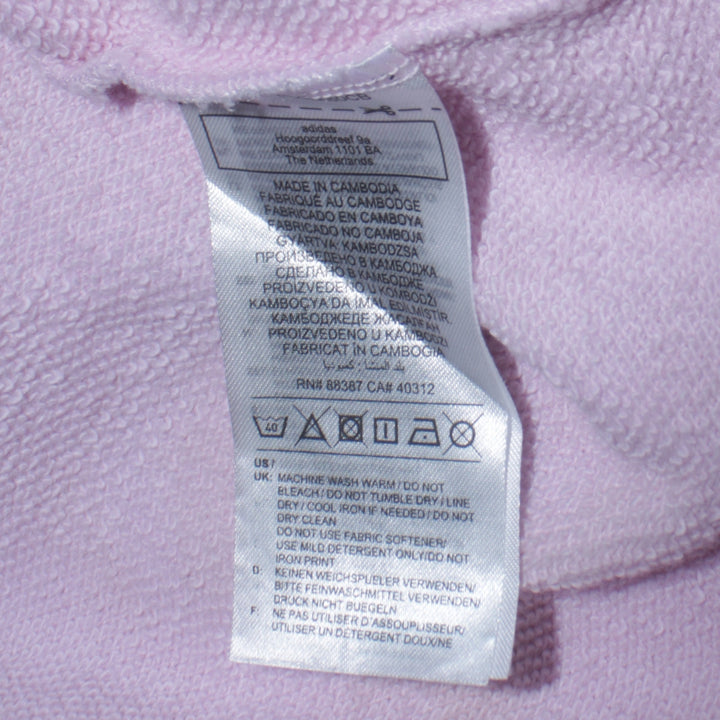 adidas
Hoogoorddreef 9a
Amsterdam 1101 BA
The Netherlands
MADE IN CAMBODIA
FABRIQUÉ AU CAMBODGE
FABRICADO EN CAMBOYA
FABRICADO NO CAMBOJA
GYÁRTVA: KAMBODZSA
ПРОИЗВЕДЕНО В КАМБОДЖА
СДЕЛАНО В КАМБОДЖЕ
PROIZVEDENO U KOMBODŽI
KAMBOÇYA'DA İMAL EDİLMİSTİR.
КАМБОДЖЕДЕ ЖАСАЛҒАН
PROIZVEDENO U KAMBODŽI
FABRICAT ÎN CAMBOGIA
بلد المنشأ: كمبوديا
RN# 88387 CA# 40312
40
US /
UK: MACHINE WASH WARM / DO NOT
BLEACH / DO NOT TUMBLE DRY / LINE
DRY / COOL IRON IF NEEDED / DO NOT
DRY CLEAN
DO NOT USE FABRIC SOFTENER/
USE MILD DETERGENT ONLY/DO NOT
IRON PRINT
D: KEINEN WEICHSPUELER VERWENDEN/
BITTE FEINWASCHMITTEL VERWENDEN/
DRUCK NICHT BUEGELN
F: NE PAS UTILISER D'ASSOUPLISSEUR/
UTILISER UN DÉTERGENT DOUX/NE